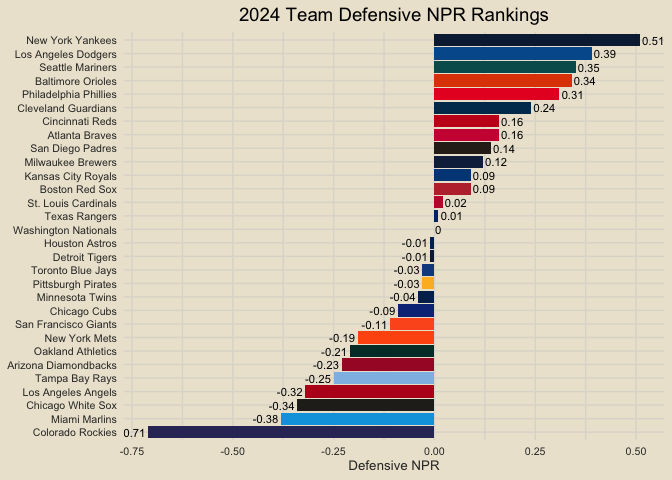 2024 Team Defensive NPR Rankings
New York Yankees 0.51
Los Angeles Dodgers 0.39
Seattle Mariners 0.35
Baltimore Orioles 0.34
Philadelphia Phillies 0.31
Cleveland Guardians 0.24
Cincinnati Reds 0.16
Atlanta Braves 0.16
San Diego Padres 0.14
Milwaukee Brewers 0.12
Kansas City Royals 0.09
Boston Red Sox 0.09
St. Louis Cardinals 0.02
Texas Rangers 0.01
Washington Nationals 0
Houston Astros -0.01
Detroit Tigers -0.01
Toronto Blue Jays -0.03
Pittsburgh Pirates -0.03
Minnesota Twins -0.04
Chicago Cubs -0.09
San Francisco Giants -0.11
New York Mets -0.19
Oakland Athletics -0.21
Arizona Diamondbacks -0.23
Tampa Bay Rays -0.25
Los Angeles Angels -0.32
Chicago White Sox -0.34
Miami Marlins -0.38
Colorado Rockies 0.71
-0.75 -0.50 -0.25 0.00 0.25 0.50
Defensive NPR